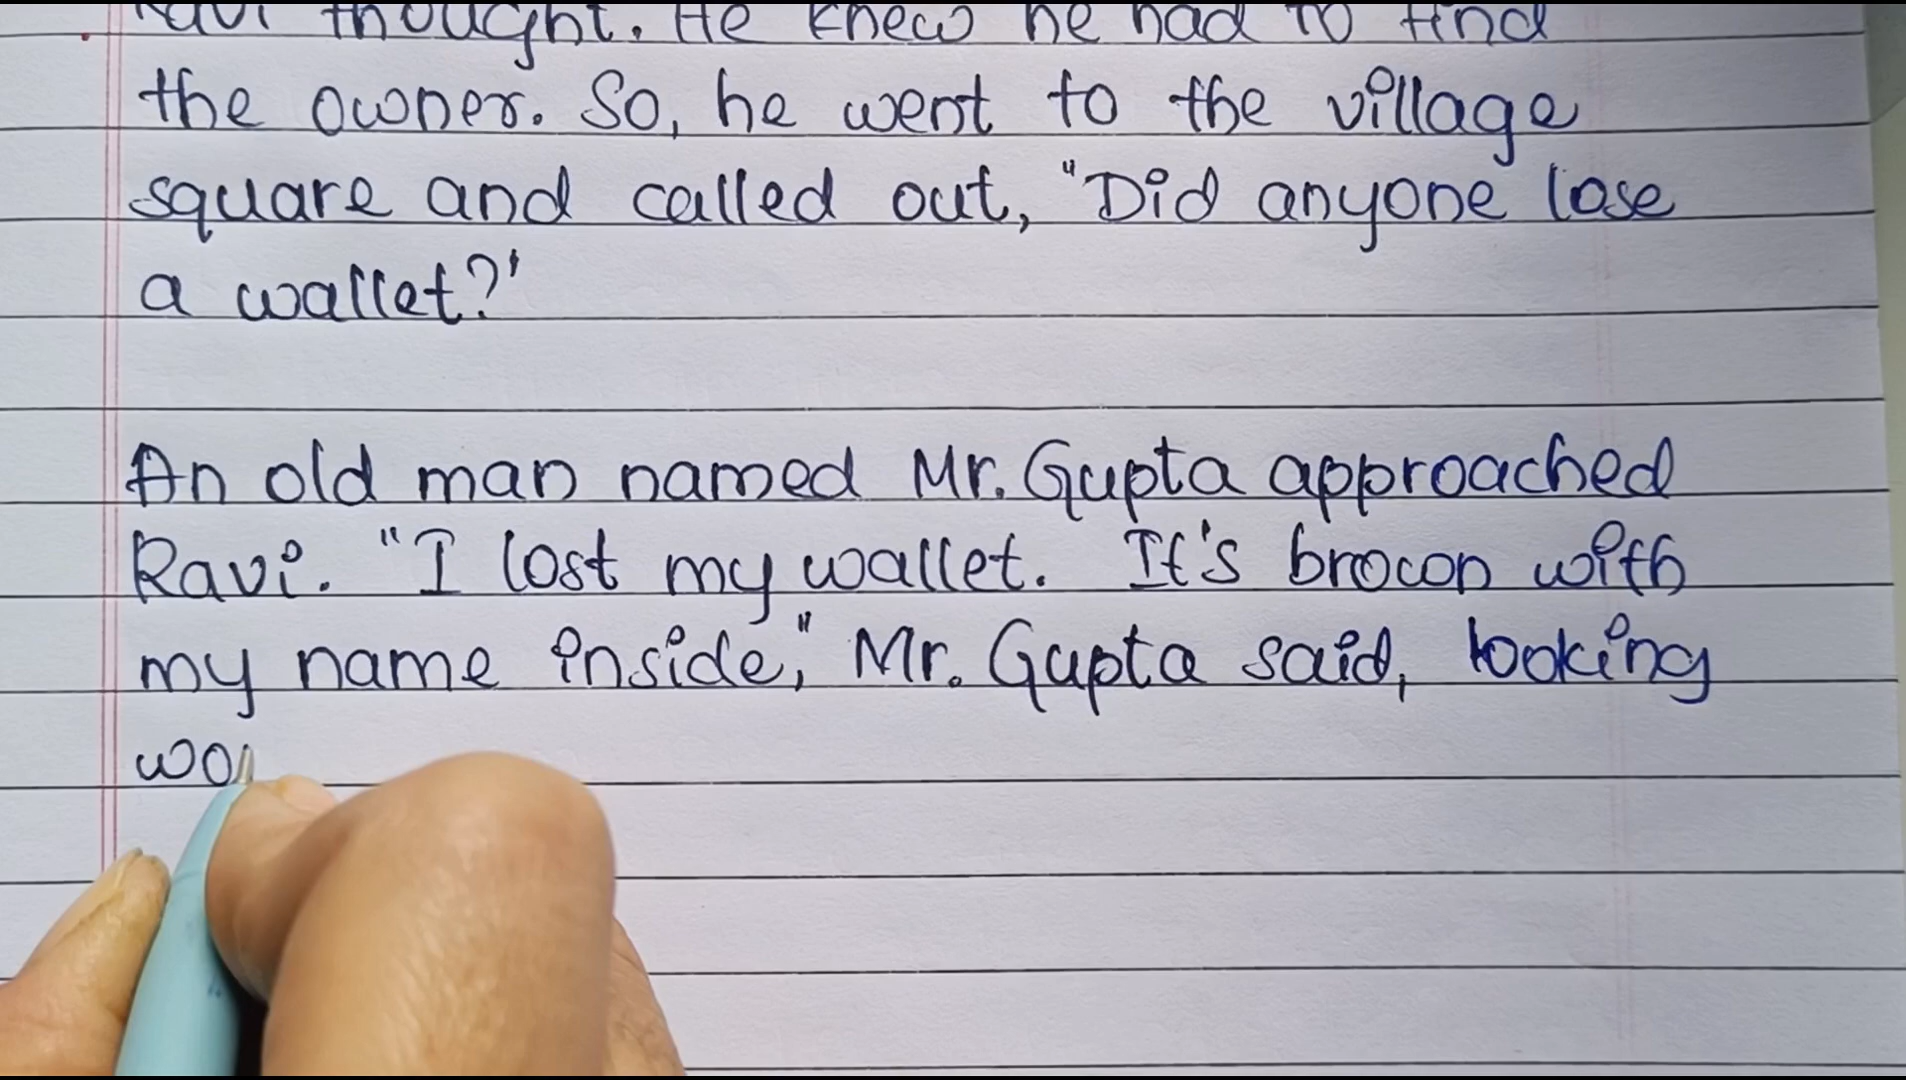 Ravi thought. He knew he had to find
the owner. So, he went to the village
square and called out, "Did anyone lose
a wallet?'
An old man named Mr. Gupta approached
Ravi. "I lost my wallet. It's brown with
my name inside," Mr. Gupta said, looking
wo